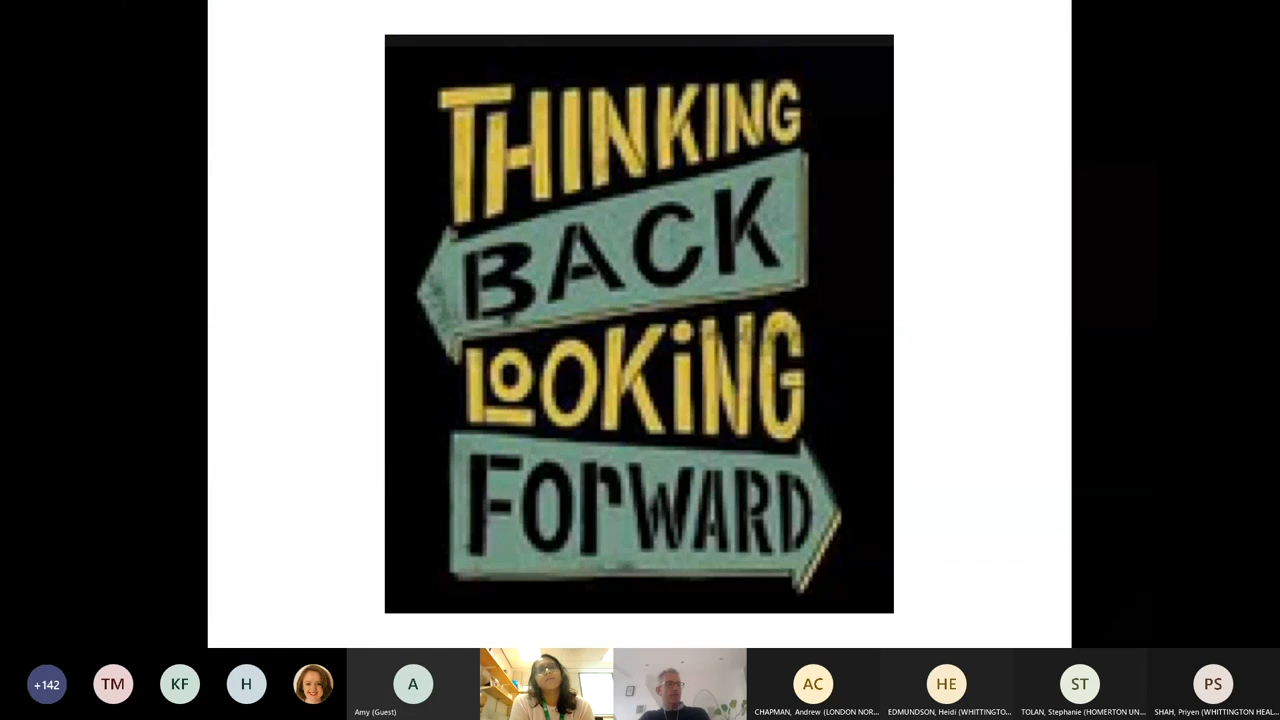 THINKING
BACK
LOOKING
FORWARD
+142
TM
KF
H
A
AC
HE
ST
PS
Amy (Guest)
CHAPMAN, Andrew (LONDON NOR...
EDMUNDSON, Heidi (WHITTINGTO...
TOLAN, Stephanie (HOMERTON UN...
SHAH, Priyen (WHITTINGTON HEAL...